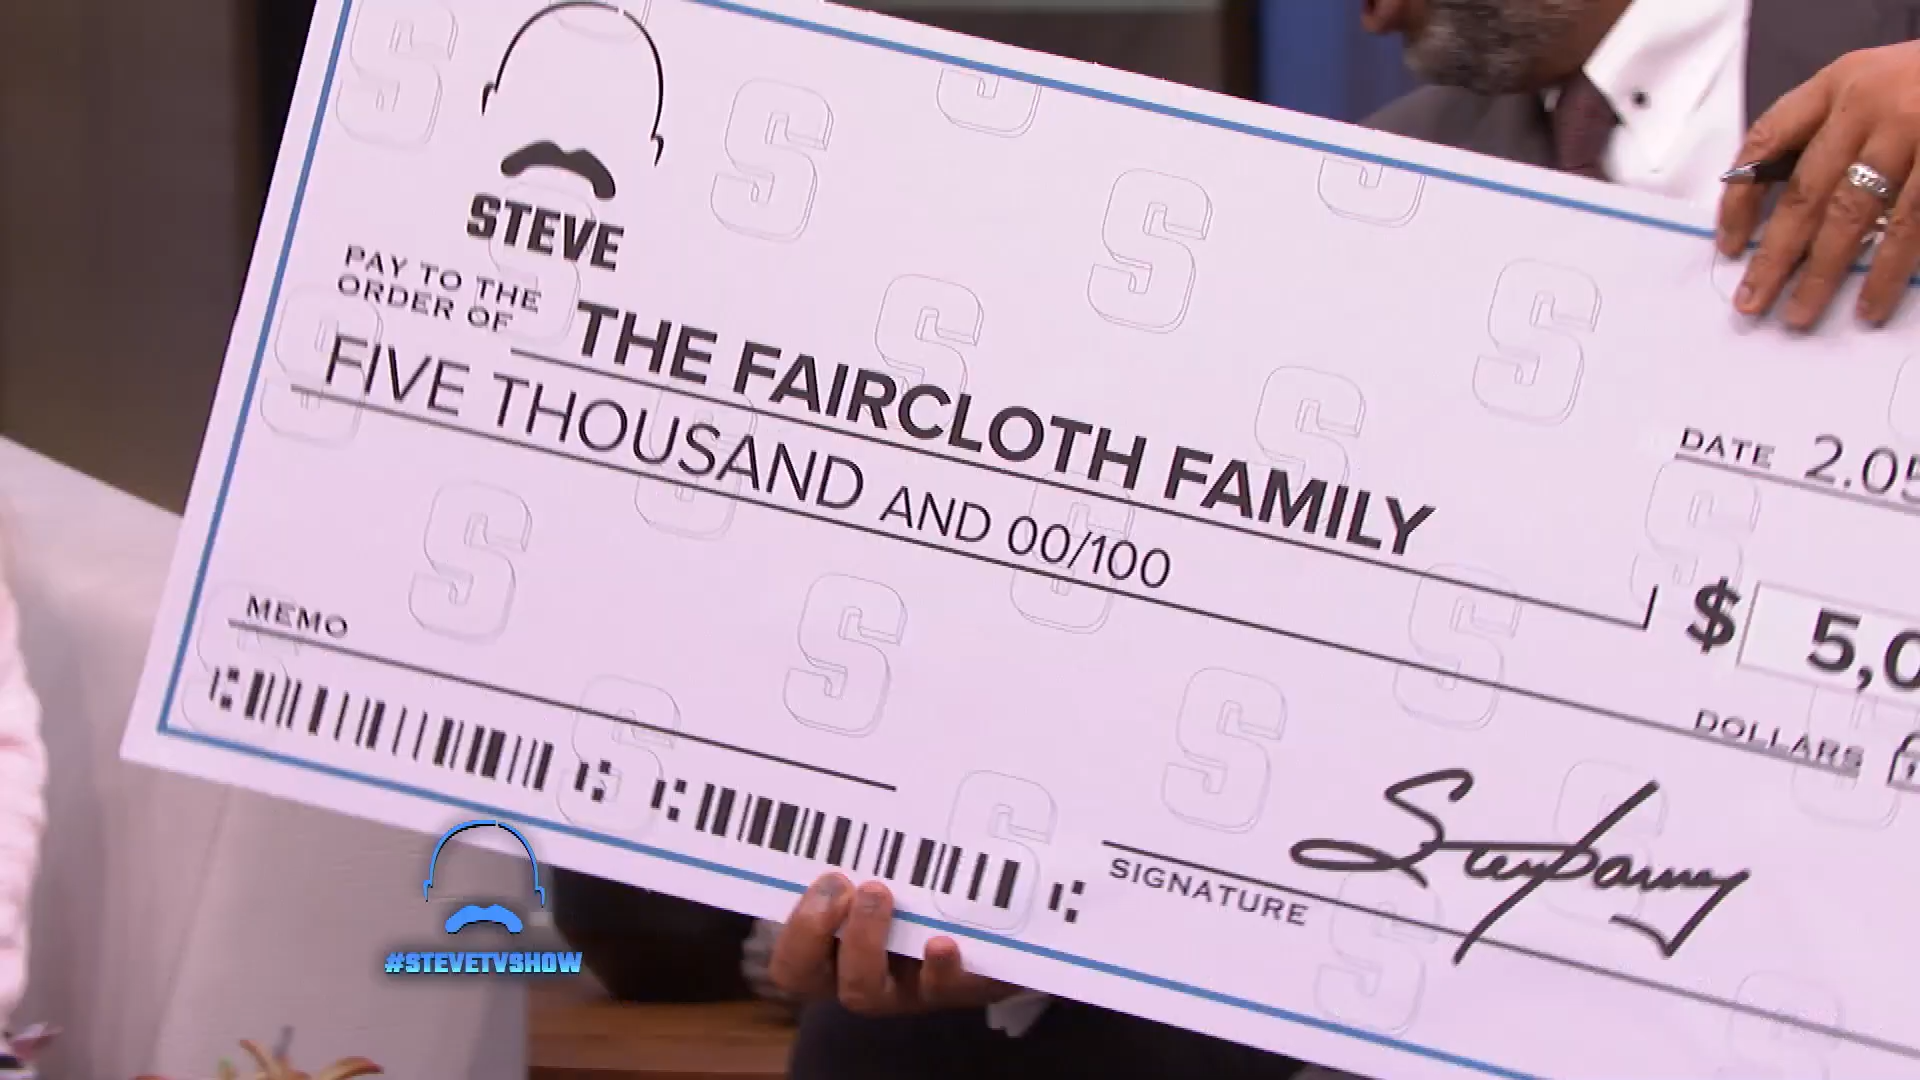 STEVE
PAY TO THE
ORDER OF
THE FAIRCLOTH FAMILY
FIVE THOUSAND AND 00/100
DATE 2.05
$ 5,0
DOLLARS
MEMO
SIGNATURE
#STEVETVSHOW